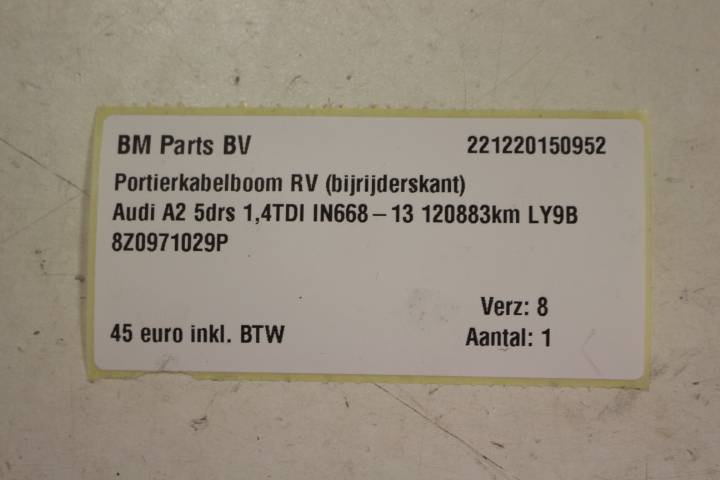 BM Parts BV 221220150952
Portierkabelboom RV (bijrijderskant)
Audi A2 5drs 1,4TDI IN668-13 120883km LY9B
8Z0971029P
Verz: 8
45 euro inkl. BTW Aantal: 1